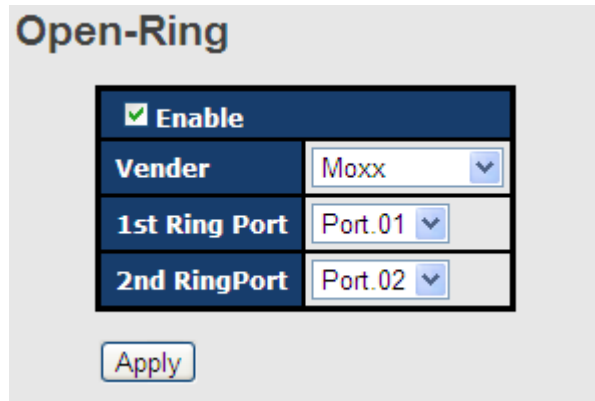 Open-Ring
Enable
Vender Moxx
1st Ring Port Port.01
2nd RingPort Port.02
Apply